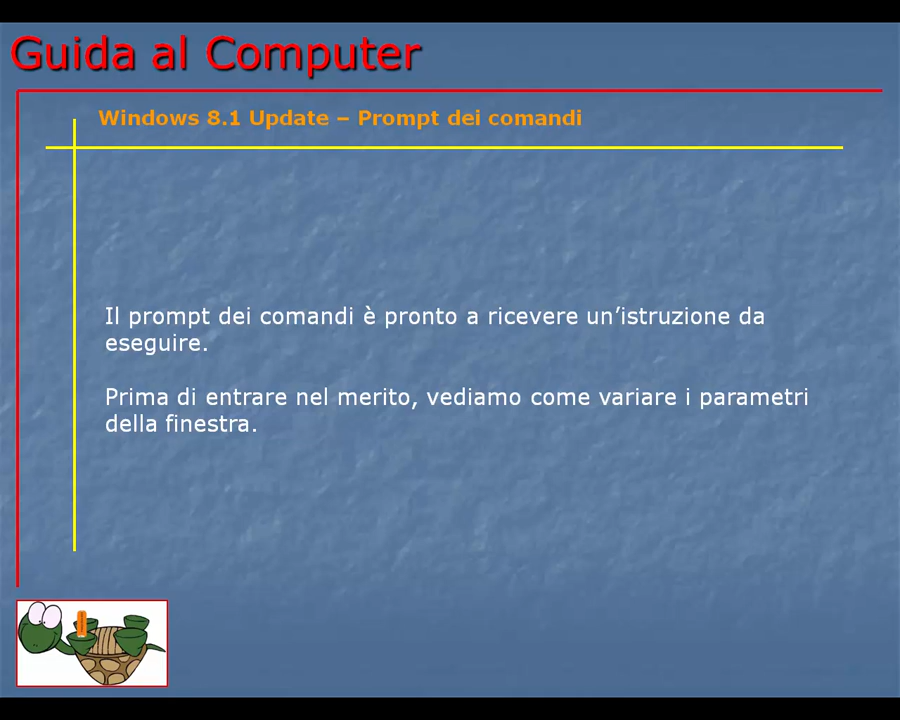 Guida al Computer
Windows 8.1 Update – Prompt dei comandi
Il prompt dei comandi è pronto a ricevere un’istruzione da
eseguire.
Prima di entrare nel merito, vediamo come variare i parametri
della finestra.